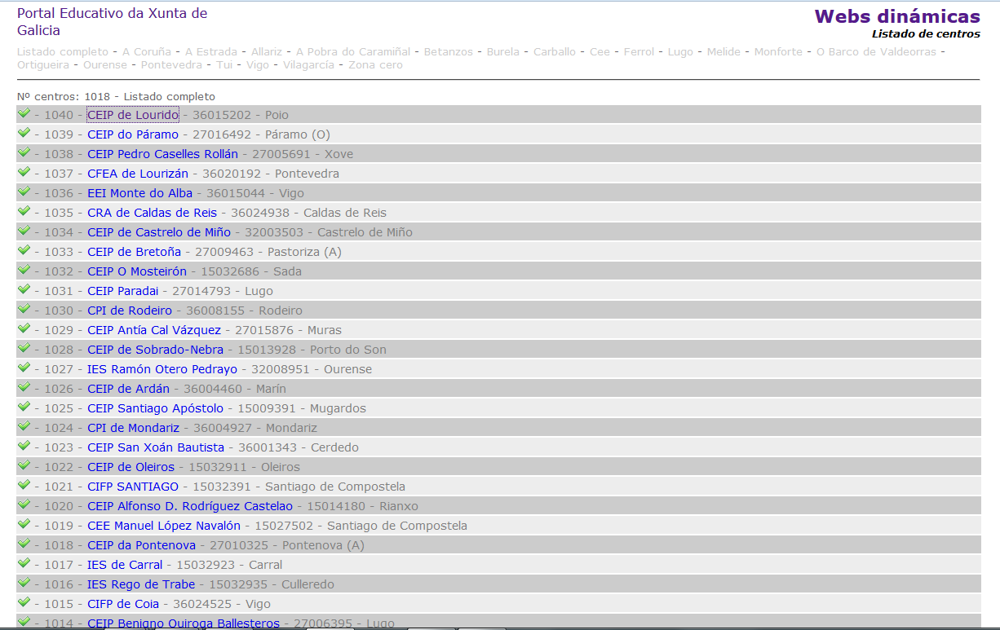 Portal Educativo da Xunta de
Galicia
Webs dinámicas
Listado de centros
Listado completo - A Coruña - A Estrada - Allariz - A Pobra do Caramiñal - Betanzos - Burela - Carballo - Cee - Ferrol - Lugo - Melide - Monforte - O Barco de Valdeorras -
Ortigueira - Ourense - Pontevedra - Tui - Vigo - Vilagarcía - Zona cero
Nº centros: 1018 - Listado completo
- 1040 - CEIP de Lourido - 36015202 - Poio
- 1039 - CEIP do Páramo - 27016492 - Páramo (O)
- 1038 - CEIP Pedro Caselles Rollán - 27005691 - Xove
- 1037 - CFEA de Lourizán - 36020192 - Pontevedra
- 1036 - EEI Monte do Alba - 36015044 - Vigo
- 1035 - CRA de Caldas de Reis - 36024938 - Caldas de Reis
- 1034 - CEIP de Castrelo de Miño - 32003503 - Castrelo de Miño
- 1033 - CEIP de Bretoña - 27009463 - Pastoriza (A)
- 1032 - CEIP O Mosteirón - 15032686 - Sada
- 1031 - CEIP Paradai - 27014793 - Lugo
- 1030 - CPI de Rodeiro - 36008155 - Rodeiro
- 1029 - CEIP Antía Cal Vázquez - 27015876 - Muras
- 1028 - CEIP de Sobrado-Nebra - 15013928 - Porto do Son
- 1027 - IES Ramón Otero Pedrayo - 32008951 - Ourense
- 1026 - CEIP de Ardán - 36004460 - Marín
- 1025 - CEIP Santiago Apóstolo - 15009391 - Mugardos
- 1024 - CPI de Mondariz - 36004927 - Mondariz
- 1023 - CEIP San Xoán Bautista - 36001343 - Cerdedo
- 1022 - CEIP de Oleiros - 15032911 - Oleiros
- 1021 - CIFP SANTIAGO - 15032391 - Santiago de Compostela
- 1020 - CEIP Alfonso D. Rodríguez Castelao - 15014180 - Rianxo
- 1019 - CEE Manuel López Navalón - 15027502 - Santiago de Compostela
- 1018 - CEIP da Pontenova - 27010325 - Pontenova (A)
- 1017 - IES de Carral - 15032923 - Carral
- 1016 - IES Rego de Trabe - 15032935 - Culleredo
- 1015 - CIFP de Coia - 36024525 - Vigo
- 1014 - CEIP Benigno Quiroga Ballesteros - 27006395 - Lugo